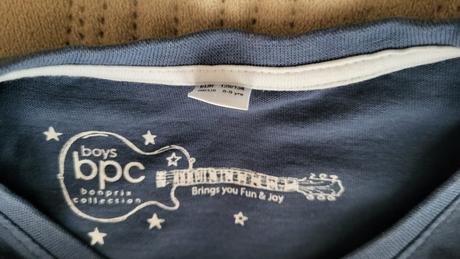 boys
bpc
bonprix
collection
Brings you Fun & Joy